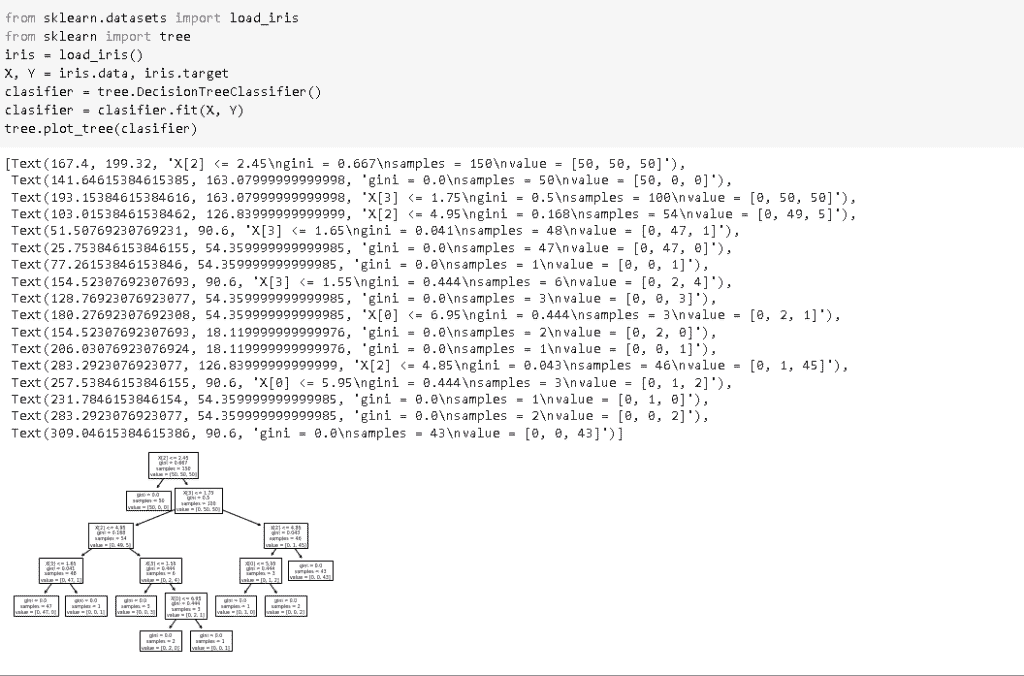 from sklearn.datasets import load_iris
from sklearn import tree
iris = load_iris()
X, Y = iris.data, iris.target
clasifier = tree.DecisionTreeClassifier()
clasifier = clasifier.fit(X, Y)
tree.plot_tree(clasifier)
[Text(167.4, 199.32, 'X[2] <= 2.45\ngini = 0.667\nsamples = 150\nvalue = [50, 50, 50]'),
Text(141.64615384615385, 163.07999999999998, 'gini = 0.0\nsamples = 50\nvalue = [50, 0, 0]'),
Text(193.15384615384616, 163.07999999999998, 'X[3] <= 1.75\ngini = 0.5\nsamples = 100\nvalue = [0, 50, 50]'),
Text(103.01538461538462, 126.83999999999999, 'X[2] <= 4.95\ngini = 0.168\nsamples = 54\nvalue = [0, 49, 5]'),
Text(51.50769230769231, 90.6, 'X[3] <= 1.65\ngini = 0.041\nsamples = 48\nvalue = [0, 47, 1]'),
Text(25.753846153846155, 54.359999999999985, 'gini = 0.0\nsamples = 47\nvalue = [0, 47, 0]'),
Text(77.26153846153846, 54.359999999999985, 'gini = 0.0\nsamples = 1\nvalue = [0, 0, 1]'),
Text(154.52307692307693, 90.6, 'X[3] <= 1.55\ngini = 0.444\nsamples = 6\nvalue = [0, 2, 4]'),
Text(128.76923076923077, 54.359999999999985, 'gini = 0.0\nsamples = 3\nvalue = [0, 0, 3]'),
Text(180.27692307692308, 54.359999999999985, 'X[0] <= 6.95\ngini = 0.444\nsamples = 3\nvalue = [0, 2, 1]'),
Text(154.52307692307693, 18.119999999999976, 'gini = 0.0\nsamples = 2\nvalue = [0, 2, 0]'),
Text(206.03076923076924, 18.119999999999976, 'gini = 0.0\nsamples = 1\nvalue = [0, 0, 1]'),
Text(283.2923076923077, 126.83999999999999, 'X[2] <= 4.85\ngini = 0.043\nsamples = 46\nvalue = [0, 1, 45]'),
Text(257.53846153846155, 90.6, 'X[0] <= 5.95\ngini = 0.444\nsamples = 3\nvalue = [0, 1, 2]'),
Text(231.7846153846154, 54.359999999999985, 'gini = 0.0\nsamples = 1\nvalue = [0, 1, 0]'),
Text(283.2923076923077, 54.359999999999985, 'gini = 0.0\nsamples = 2\nvalue = [0, 0, 2]'),
Text(309.04615384615386, 90.6, 'gini = 0.0\nsamples = 43\nvalue = [0, 0, 43]')]
X[2] <= 2.45
gini = 0.667
samples = 150
value = [50, 50, 50]
gini = 0.0
samples = 50
value = [50, 0, 0]
X[3] <= 1.75
gini = 0.5
samples = 100
value = [0, 50, 50]
X[2] <= 4.95
gini = 0.168
samples = 54
value = [0, 49, 5]
X[2] <= 4.85
gini = 0.043
samples = 46
value = [0, 1, 45]
X[3] <= 1.65
gini = 0.041
samples = 48
value = [0, 47, 1]
X[3] <= 1.55
gini = 0.444
samples = 6
value = [0, 2, 4]
X[0] <= 5.95
gini = 0.444
samples = 3
value = [0, 1, 2]
gini = 0.0
samples = 43
value = [0, 0, 43]
gini = 0.0
samples = 47
value = [0, 47, 0]
gini = 0.0
samples = 1
value = [0, 0, 1]
gini = 0.0
samples = 3
value = [0, 0, 3]
X[0] <= 6.95
gini = 0.444
samples = 3
value = [0, 2, 1]
gini = 0.0
samples = 1
value = [0, 1, 0]
gini = 0.0
samples = 2
value = [0, 0, 2]
gini = 0.0
samples = 2
value = [0, 2, 0]
gini = 0.0
samples = 1
value = [0, 0, 1]